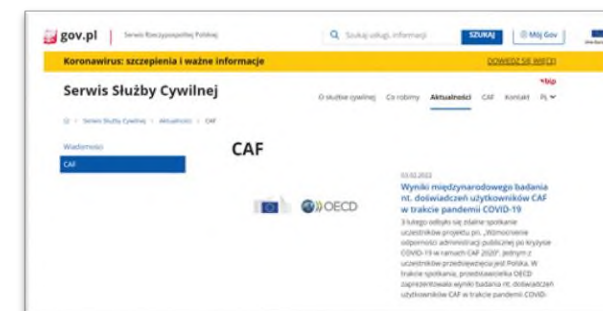 gov.pl
Serwis Rzeczypospolitej Polskiej
Szukaj usługi, informacji
SZUKAJ
Mój Gov
Koronawirus: szczepienia i ważne informacje
DOWIEDZ SIĘ WIĘCEJ
bip
Serwis Służby Cywilnej
O służbie cywilnej Co robimy Aktualności CAF Kontakt PL
Serwis Służby Cywilnej > Aktualności > CAF
Wiadomości
CAF
CAF
OECD
03.02.2022
Wyniki międzynarodowego badania
nt. doświadczeń użytkowników CAF
w trakcie pandemii COVID-19
3 lutego odbyło się zdalne spotkanie
uczestników projektu pn. „Wzmocnienie
odporności administracji publicznej po kryzysie
COVID-19 w ramach CAF 2020”. Jednym z
uczestników przedsięwzięcia jest Polska. W
trakcie spotkania, przedstawicielka OECD
zaprezentowała wyniki badania nt. doświadczeń
użytkowników CAF w trakcie pandemii COVID-